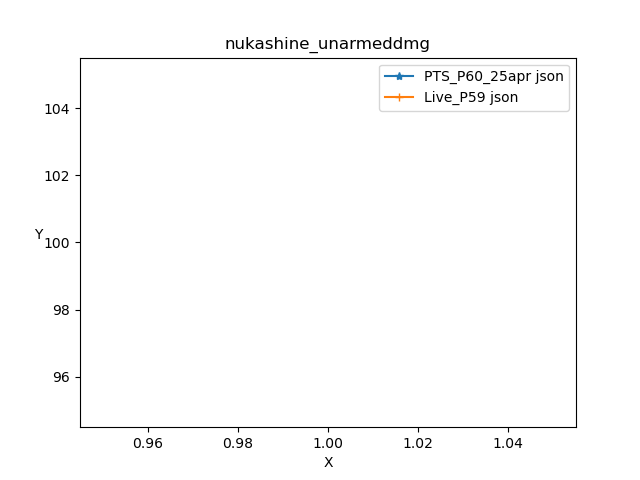 nukashine_unarmeddmg
PTS_P60_25apr json
Live_P59 json
104
102
100
98
96
Y
0.96 0.98 1.00 1.02 1.04
X